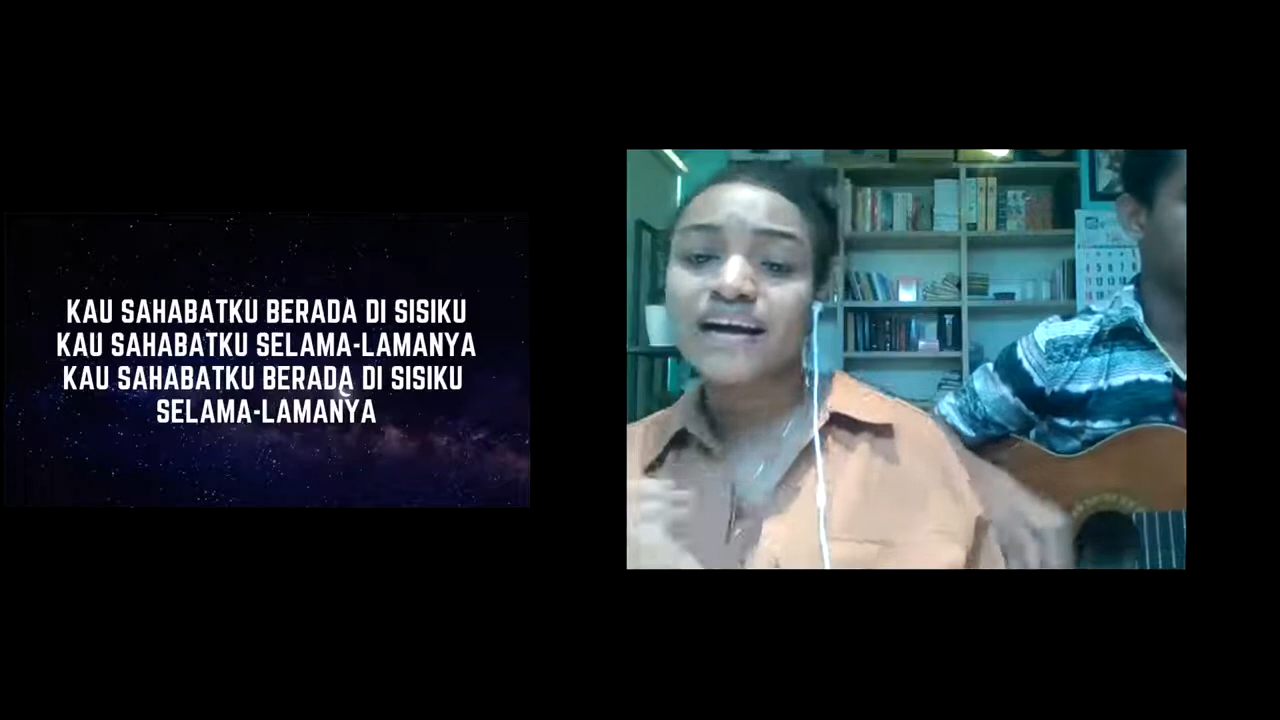 KAU SAHABATKU BERADA DI SISIKU
KAU SAHABATKU SELAMA-LAMANYA
KAU SAHABATKU BERADA DI SISIKU
SELAMA-LAMANYA